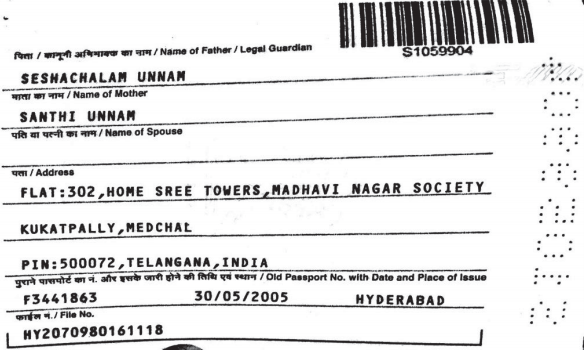 पिता / कानूनी अभिभावक का नाम / Name of Father / Legal Guardian
S1059904
SESHACHALAM UNNAM
माता का नाम / Name of Mother
SANTHI UNNAM
पति या पत्नी का नाम / Name of Spouse
पता / Address
FLAT:302,HOME SREE TOWERS,MADHAVI NAGAR SOCIETY
KUKATPALLY,MEDCHAL
PIN:500072,TELANGANA,INDIA
पुराने पासपोर्ट का नं. और इसके जारी होने की तिथि एवं स्थान / Old Passport No. with Date and Place of Issue
F3441863 30/05/2005 HYDERABAD
फाईल नं./ File No.
HY2070980161118